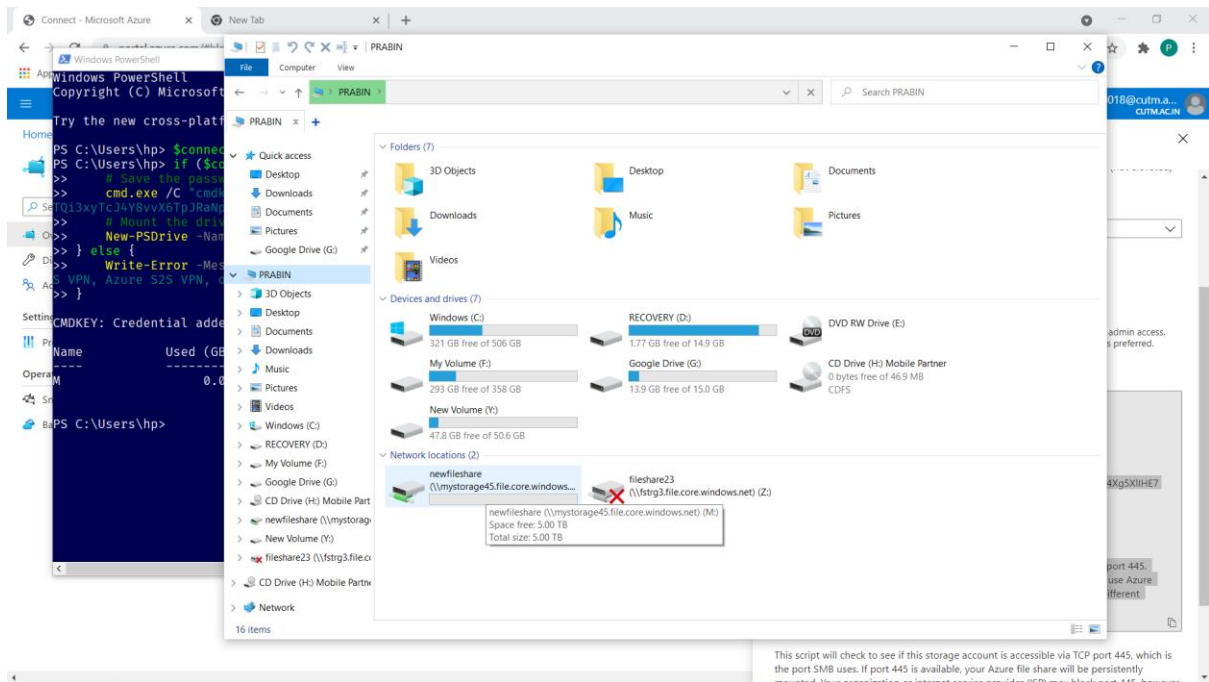 Connect - Microsoft Azure
New Tab
PRABIN
File Computer View
PRABIN
Search PRABIN
018@cutm.a...
CUTM.AC.IN
PRABIN
Windows PowerShell
Windows PowerShell
Copyright (C) Microsoft
Try the new cross-platf
PS C:\Users\hp> $connec
PS C:\Users\hp> if ($co
>> # Save the passw
>> cmd.exe /C "cmdk
>> # Mount the driv
>> New-PSDrive -Nam
>> } else {
>> Write-Error -Mes
S VPN, Azure S2S VPN, o
>> }
CMDKEY: Credential adde
Name Used (GB
---- --------
M 0.0
PS C:\Users\hp>
Home
Setting
Opera
Quick access
Desktop
Downloads
Documents
Pictures
Google Drive (G:)
PRABIN
3D Objects
Desktop
Documents
Downloads
Music
Pictures
Videos
Windows (C:)
RECOVERY (D:)
My Volume (F:)
Google Drive (G:)
CD Drive (H:) Mobile Part
newfileshare (\\mystorag
New Volume (Y:)
fileshare23 (\\fstrg3.file.co
CD Drive (H:) Mobile Partn
Network
16 items
Folders (7)
3D Objects
Desktop
Documents
Downloads
Music
Pictures
Videos
Devices and drives (7)
Windows (C:)
321 GB free of 506 GB
RECOVERY (D:)
1.77 GB free of 14.9 GB
DVD RW Drive (E:)
My Volume (F:)
293 GB free of 358 GB
Google Drive (G:)
13.9 GB free of 15.0 GB
CD Drive (H:) Mobile Partner
0 bytes free of 46.9 MB
CDFS
New Volume (Y:)
47.8 GB free of 50.6 GB
Network locations (2)
newfileshare
(\\mystorage45.file.core.windows....
fileshare23
(\\fstrg3.file.core.windows.net) (Z:)
newfileshare (\\mystorage45.file.core.windows.net) (M:)
Space free: 5.00 TB
Total size: 5.00 TB
admin access.
s preferred.
4Xg5XIIHE7
port 445.
use Azure
ifferent
This script will check to see if this storage account is accessible via TCP port 445, which is
the port SMB uses. If port 445 is available, your Azure file share will be persistently